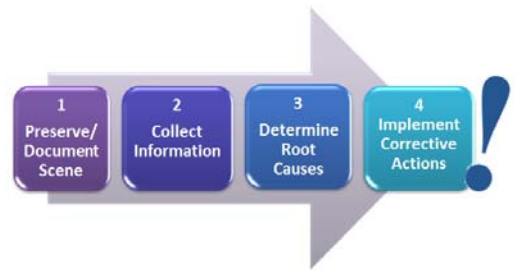 1
Preserve/
Document
Scene
2
Collect
Information
3
Determine
Root
Causes
4
Implement
Corrective
Actions
!